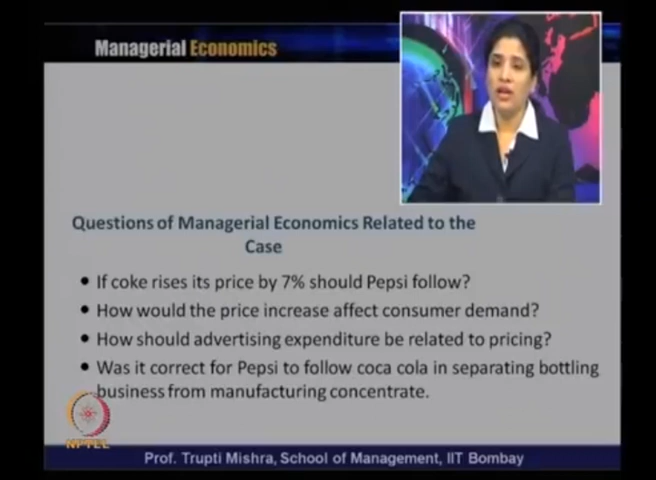 Managerial Economics
Questions of Managerial Economics Related to the
Case
If coke rises its price by 7% should Pepsi follow?
How would the price increase affect consumer demand?
How should advertising expenditure be related to pricing?
Was it correct for Pepsi to follow coca cola in separating bottling
business from manufacturing concentrate.
NPTEL
Prof. Trupti Mishra, School of Management, IIT Bombay